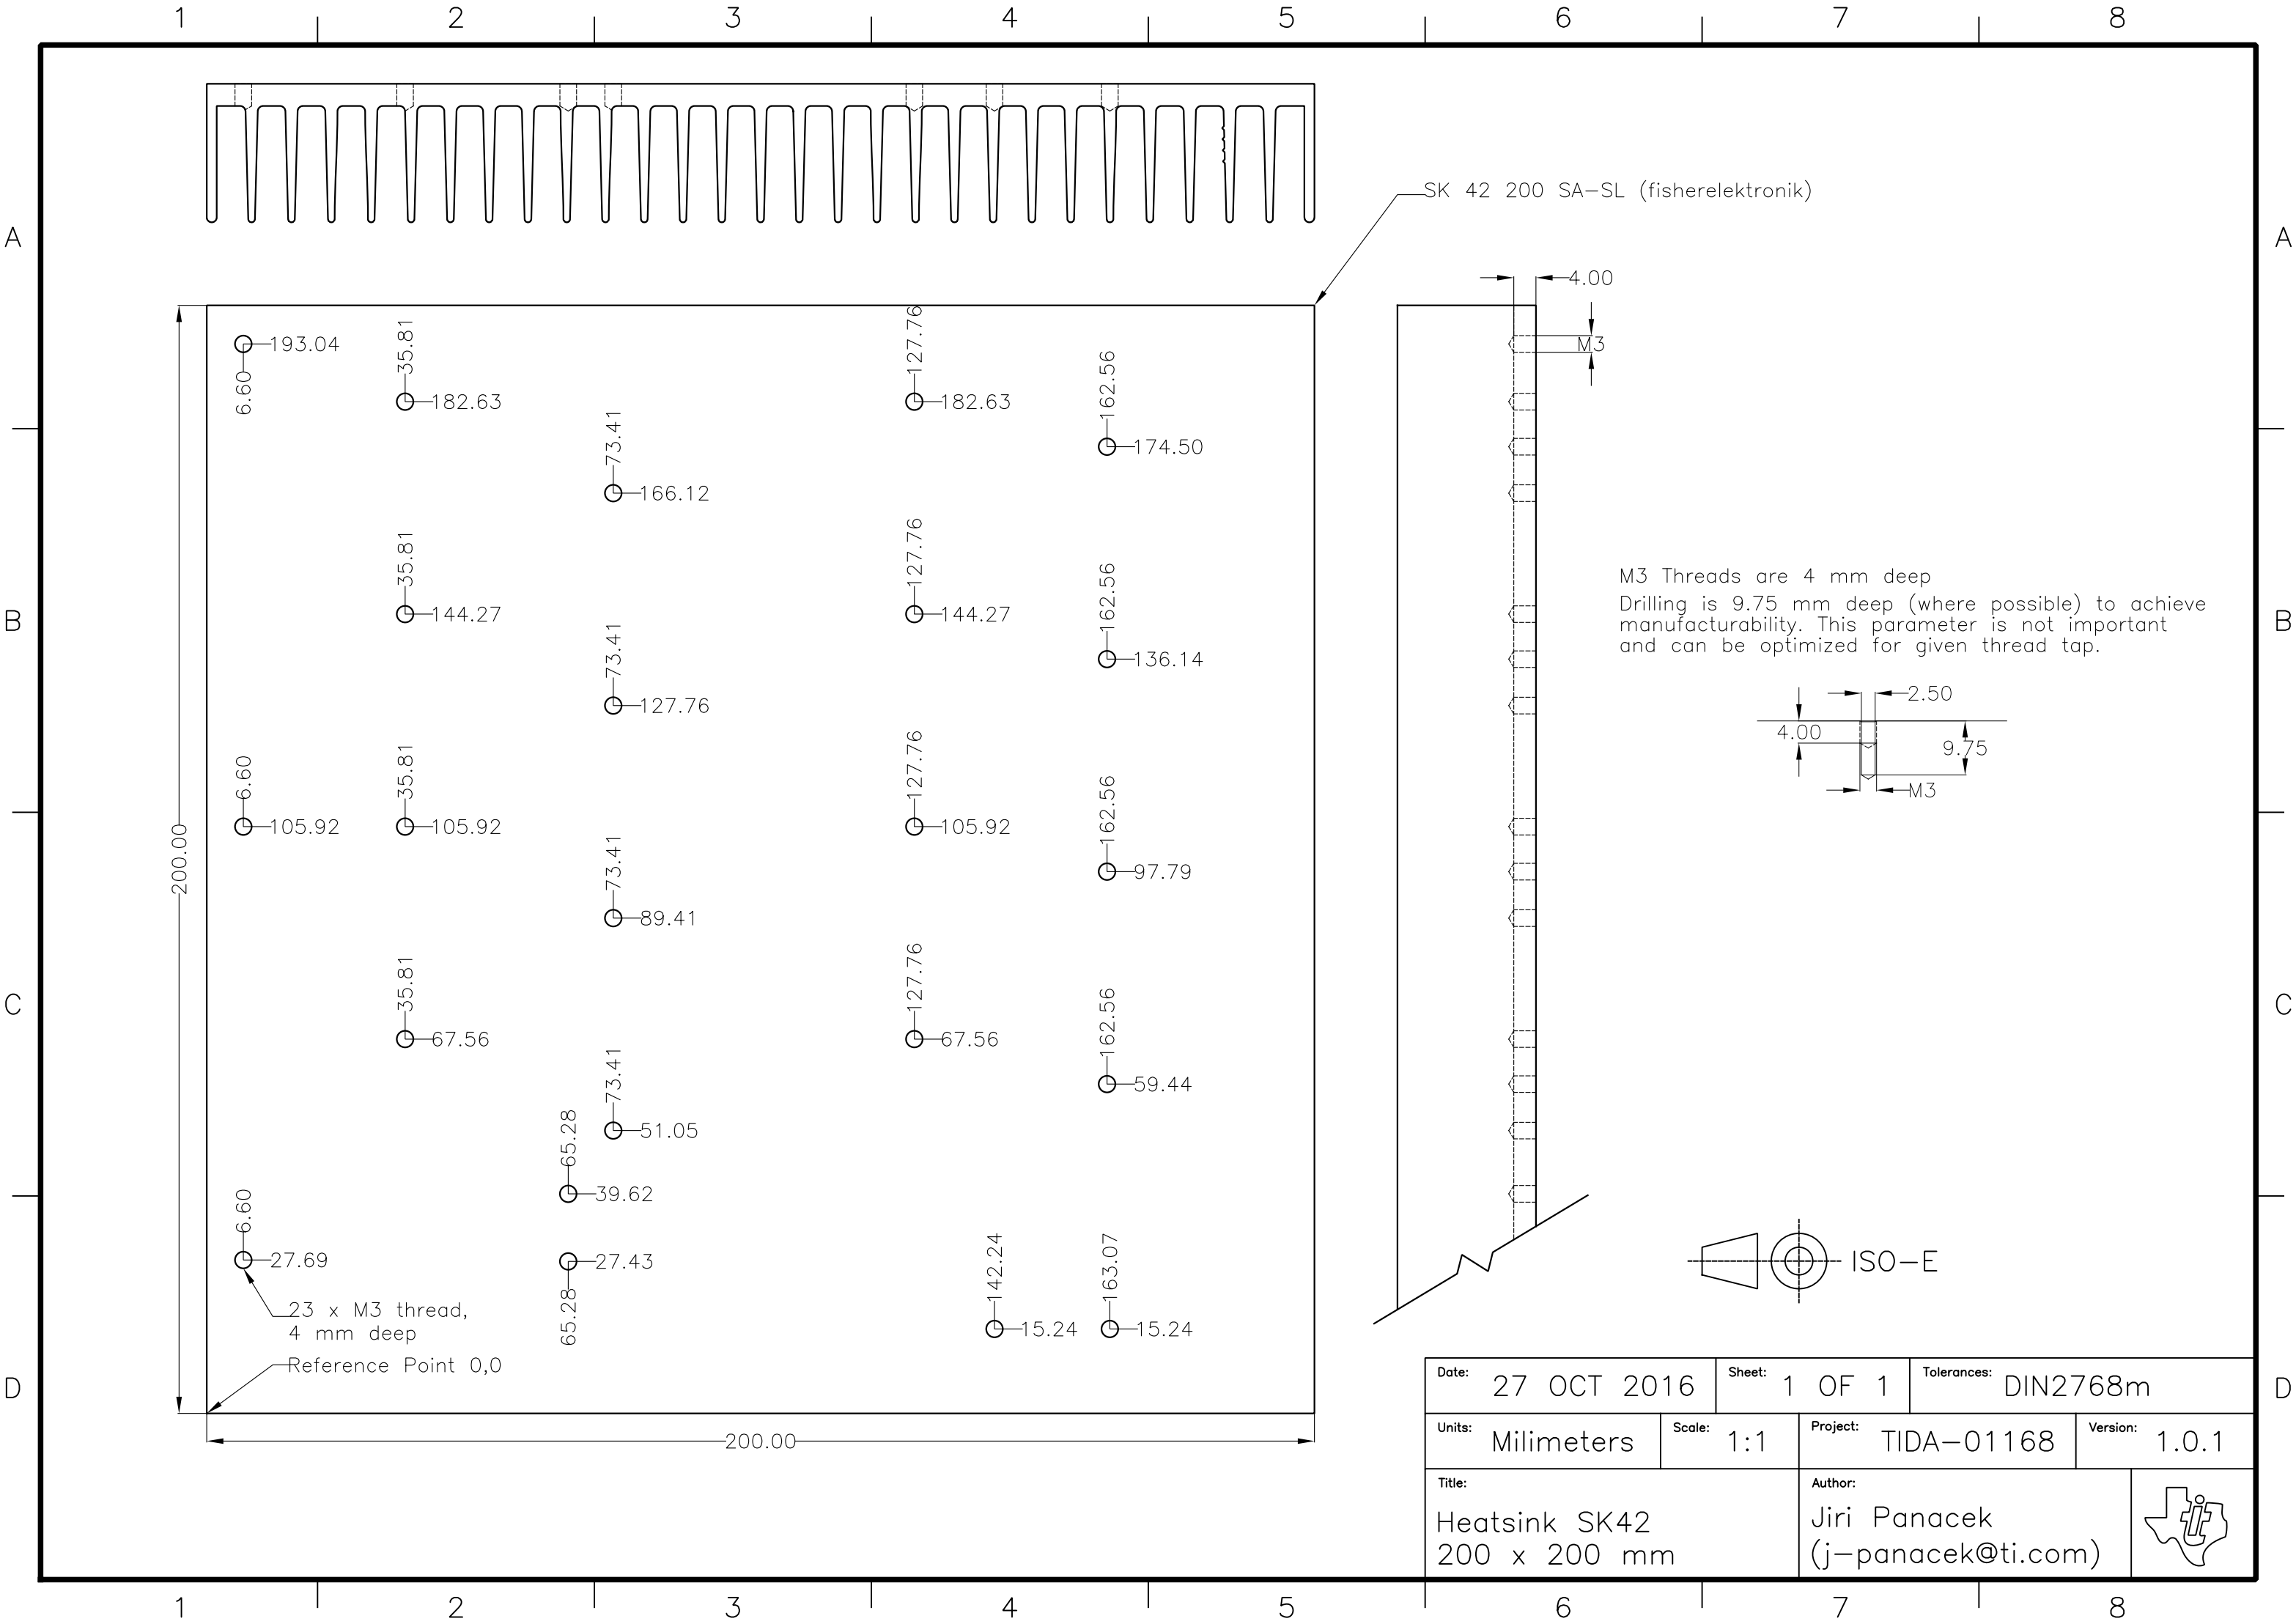 1 2 3 4 5 6 7 8
A A
SK 42 200 SA-SL (fisherelektronik)
4.00
M3
193.04
6.60
35.81
182.63
127.76
182.63
162.56
174.50
73.41
166.12
35.81
144.27
127.76
144.27
162.56
136.14
73.41
127.76
B B
M3 Threads are 4 mm deep
Drilling is 9.75 mm deep (where possible) to achieve
manufacturability. This parameter is not important
and can be optimized for given thread tap.
2.50
4.00
9.75
M3
6.60
105.92
35.81
105.92
127.76
105.92
162.56
97.79
200.00
73.41
89.41
C C
35.81
67.56
127.76
67.56
162.56
59.44
73.41
51.05
65.28
39.62
6.60
27.69
27.43
65.28
142.24
15.24
163.07
15.24
23 x M3 thread,
4 mm deep
Reference Point 0,0
200.00
ISO-E
D D
Date: 27 OCT 2016
Sheet: 1 OF 1
Tolerances: DIN2768m
Units: Milimeters
Scale: 1:1
Project: TIDA-01168
Version: 1.0.1
Title:
Heatsink SK42
200 x 200 mm
Author:
Jiri Panacek
(j-panacek@ti.com)
1 2 3 4 5 6 7 8